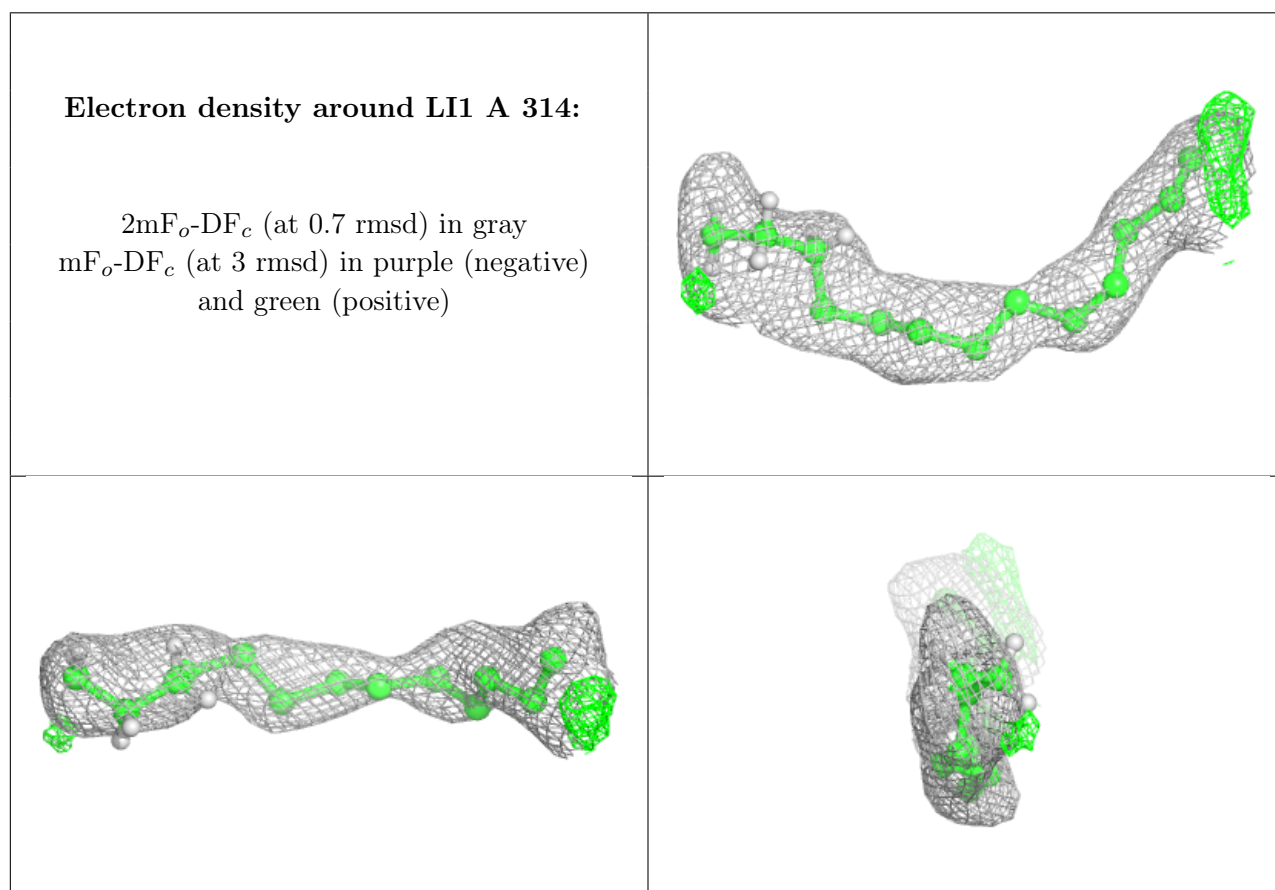 Electron density around LI1 A 314:
2mFo-DFc (at 0.7 rmsd) in gray
mFo-DFc (at 3 rmsd) in purple (negative)
and green (positive)